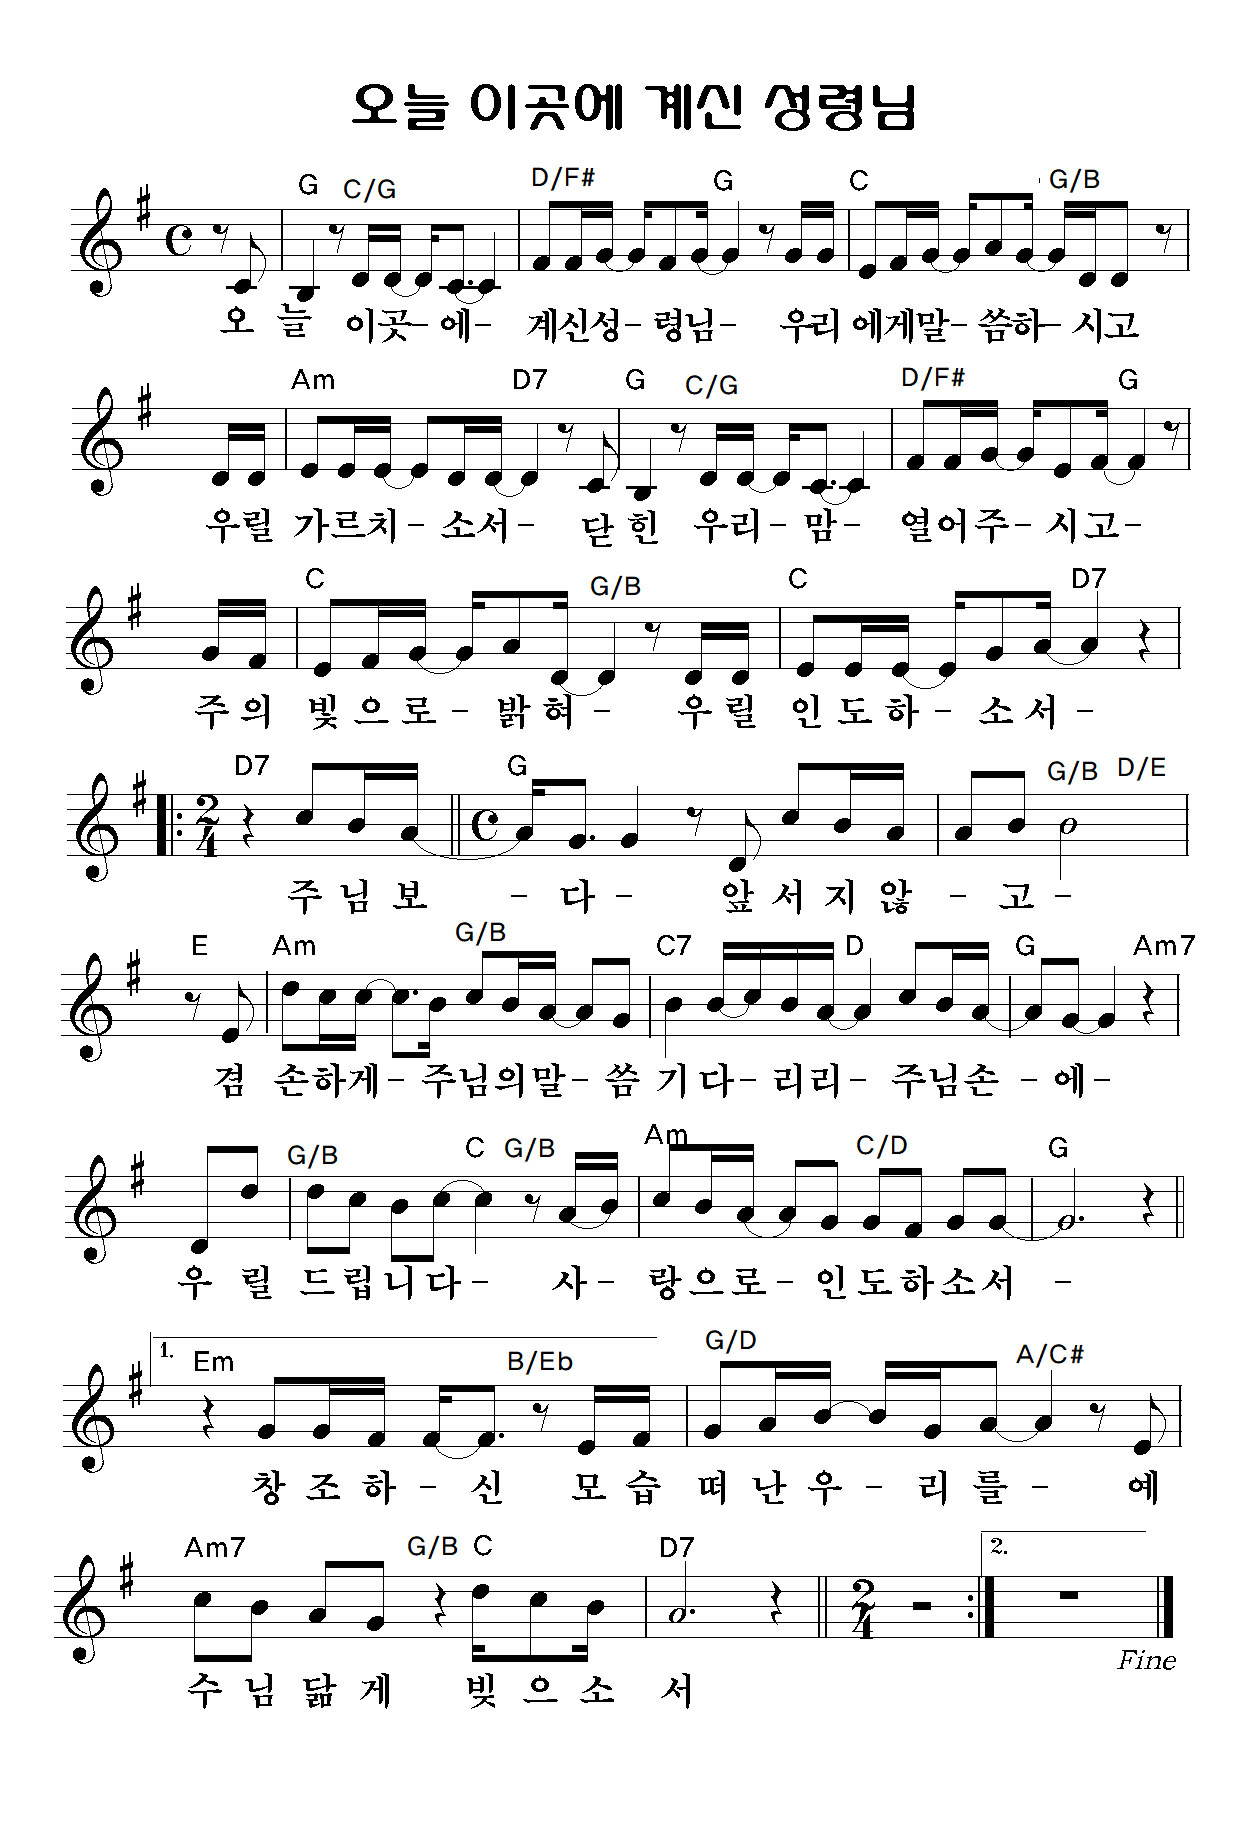 오늘 이곳에 계신 성령님
G C/G D/F# G C G/B
오 늘 이곳- 에- 계신성- 령님- 우리 에게말- 씀하- 시고
Am D7 G C/G D/F# G
우릴 가르치- 소서- 닫 힌 우리- 맘- 열어주- 시고-
C G/B C D7
주의 빛으로- 밝혀- 우릴 인도하- 소서-
D7 G G/B D/E
2 4
주님보 - 다- 앞서지않 - 고-
E Am G/B C7 D G Am7
겸 손하게- 주님의말- 씀 기다- 리리- 주님손- 에-
G/B C G/B Am C/D G
우 릴 드립니다- 사- 랑으로- 인도하소서 -
1. Em B/Eb G/D A/C#
창조하- 신 모습 떠난우- 리를- 예
Am7 G/B C D7 2.
2 4
Fine
수님닮게 빚으소 서